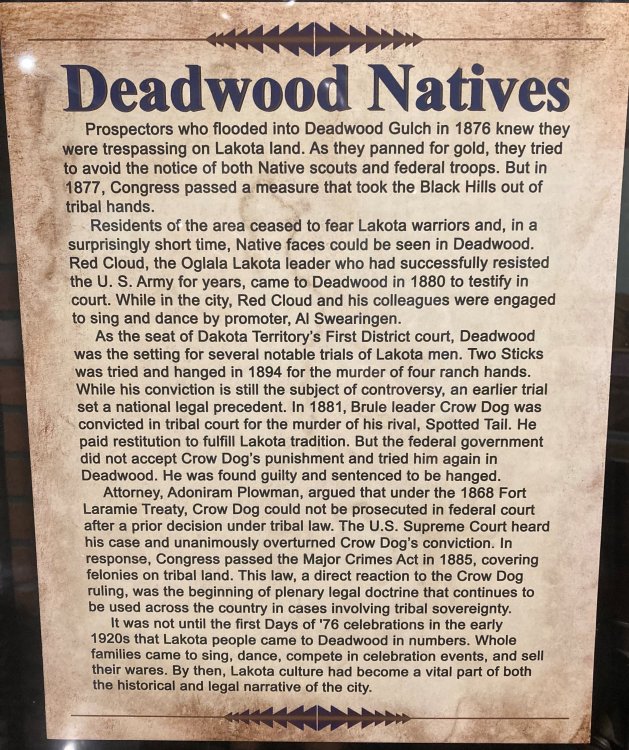 Deadwood Natives
Prospectors who flooded into Deadwood Gulch in 1876 knew they
were trespassing on Lakota land. As they panned for gold, they tried
to avoid the notice of both Native scouts and federal troops. But in
1877, Congress passed a measure that took the Black Hills out of
tribal hands.
Residents of the area ceased to fear Lakota warriors and, in a
surprisingly short time, Native faces could be seen in Deadwood.
Red Cloud, the Oglala Lakota leader who had successfully resisted
the U. S. Army for years, came to Deadwood in 1880 to testify in
court. While in the city, Red Cloud and his colleagues were engaged
to sing and dance by promoter, Al Swearingen.
As the seat of Dakota Territory's First District court, Deadwood
was the setting for several notable trials of Lakota men. Two Sticks
was tried and hanged in 1894 for the murder of four ranch hands.
While his conviction is still the subject of controversy, an earlier trial
set a national legal precedent. In 1881, Brule leader Crow Dog was
convicted in tribal court for the murder of his rival, Spotted Tail. He
paid restitution to fulfill Lakota tradition. But the federal government
did not accept Crow Dog's punishment and tried him again in
Deadwood. He was found guilty and sentenced to be hanged.
Attorney, Adoniram Plowman, argued that under the 1868 Fort
Laramie Treaty, Crow Dog could not be prosecuted in federal court
after a prior decision under tribal law. The U.S. Supreme Court heard
his case and unanimously overturned Crow Dog's conviction. In
response, Congress passed the Major Crimes Act in 1885, covering
felonies on tribal land. This law, a direct reaction to the Crow Dog
ruling, was the beginning of plenary legal doctrine that continues to
be used across the country in cases involving tribal sovereignty.
It was not until the first Days of '76 celebrations in the early
1920s that Lakota people came to Deadwood in numbers. Whole
families came to sing, dance, compete in celebration events, and sell
their wares. By then, Lakota culture had become a vital part of both
the historical and legal narrative of the city.